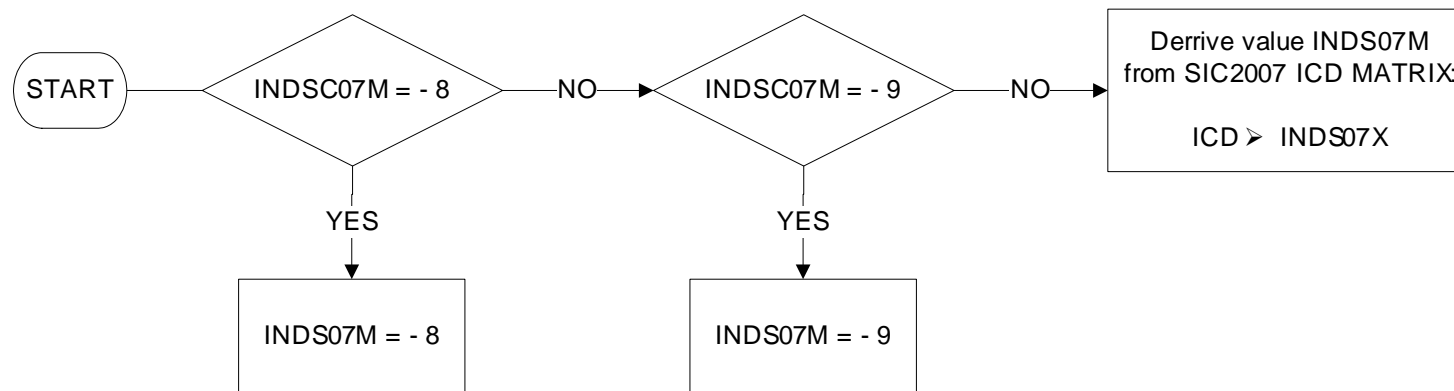 START
INDSC07M = - 8
NO
INDSC07M = - 9
NO
Derrive value INDS07M
from SIC2007 ICD MATRIX:
ICD ➢ INDS07X
YES
YES
INDS07M = - 8
INDS07M = - 9